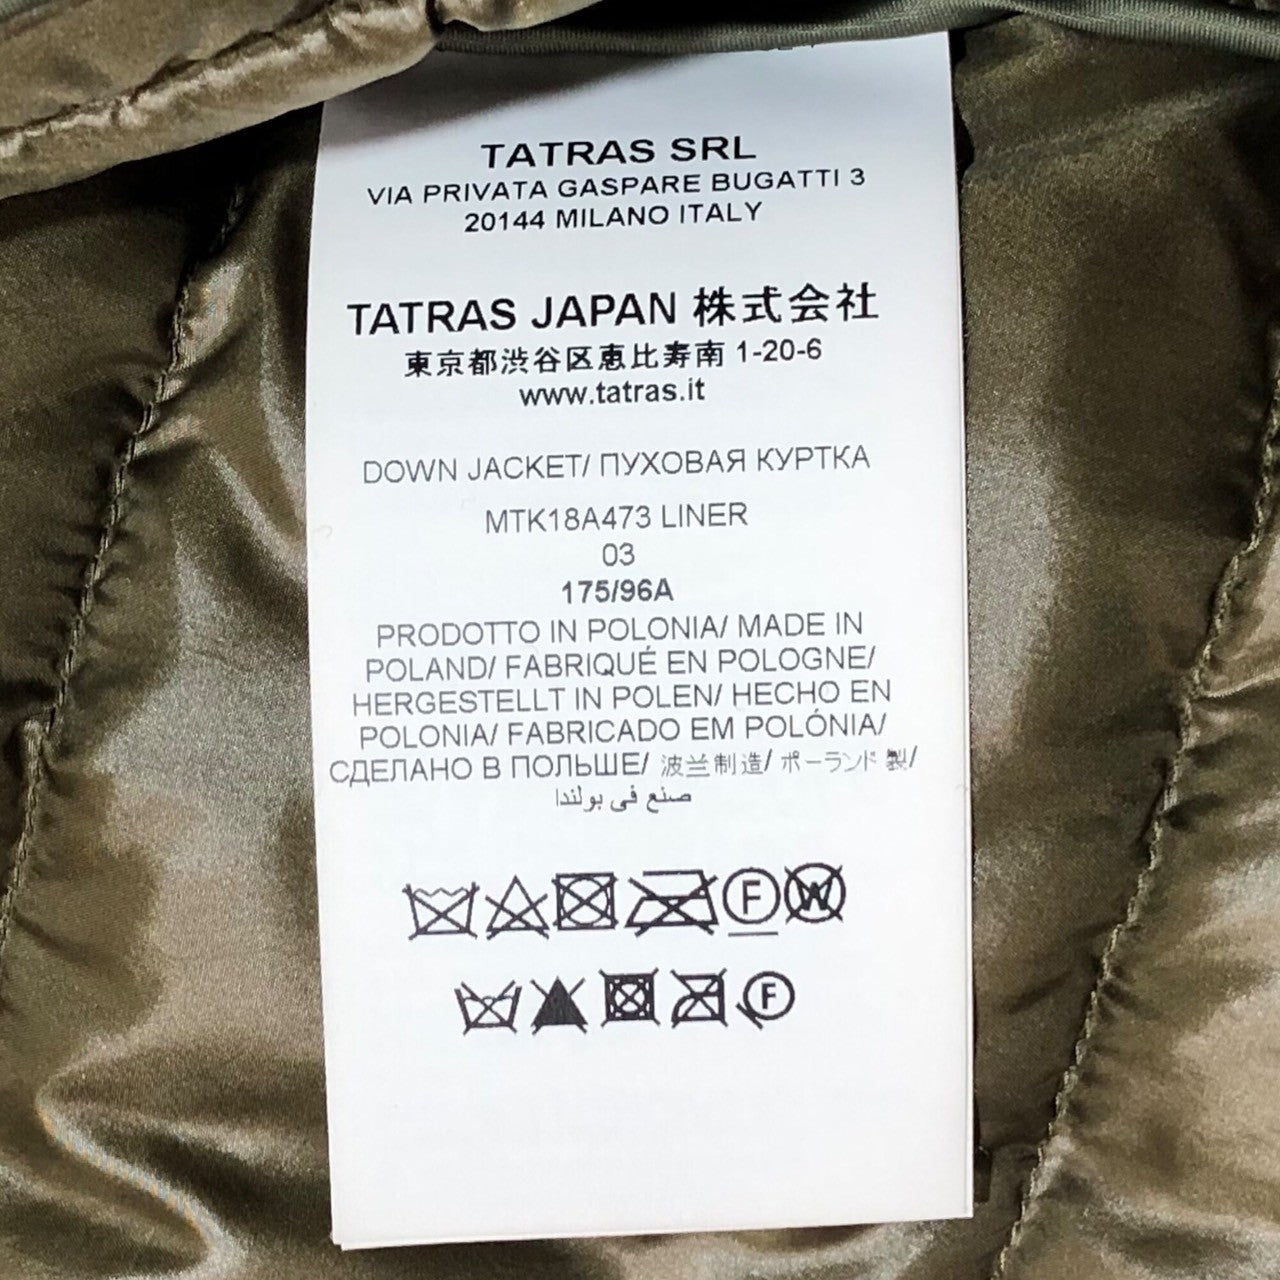 TATRAS SRL
VIA PRIVATA GASPARE BUGATTI 3
20144 MILANO ITALY
TATRAS JAPAN 株式会社
東京都渋谷区恵比寿南 1-20-6
www.tatras.it
DOWN JACKET/ ПУХОВАЯ КУРТКА
MTK18A473 LINER
03
175/96A
PRODOTTO IN POLONIA/ MADE IN
POLAND/ FABRIQUÉ EN POLOGNE/
HERGESTELLT IN POLEN/ HECHO EN
POLONIA/ FABRICADO EM POLÓNIA/
СДЕЛАНО В ПОЛЬШЕ/ 波兰制造/ ポーランド 製/
صنع في بولندا
F W
F